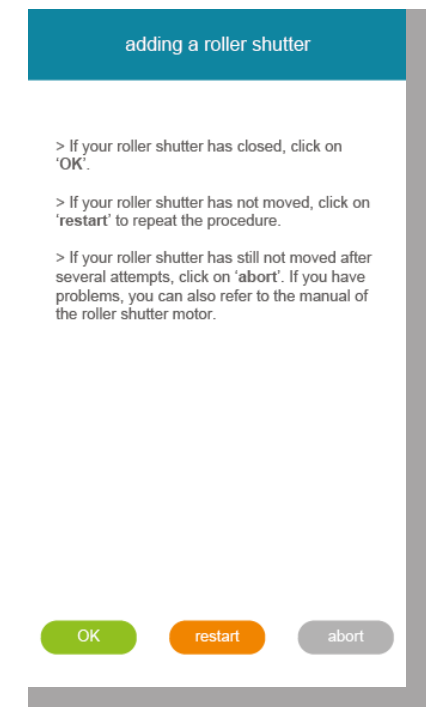 adding a roller shutter
> If your roller shutter has closed, click on
‘OK’.
> If your roller shutter has not moved, click on
‘restart’ to repeat the procedure.
> If your roller shutter has still not moved after
several attempts, click on ‘abort’. If you have
problems, you can also refer to the manual of
the roller shutter motor.
OK
restart
abort